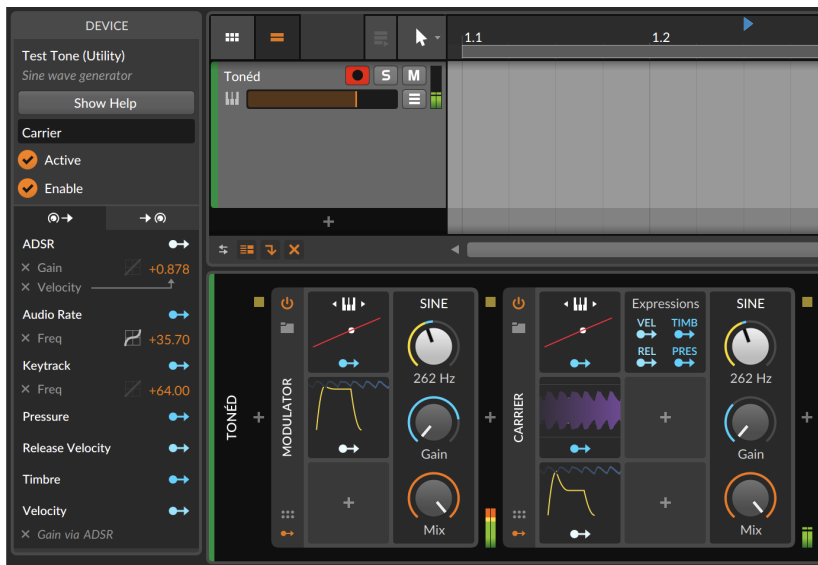 DEVICE
Test Tone (Utility)
Sine wave generator
Show Help
Carrier
Active
Enable
ADSR
Gain +0.878
Velocity
Audio Rate
Freq +35.70
Keytrack
Freq +64.00
Pressure
Release Velocity
Timbre
Velocity
Gain via ADSR
1.1 1.2
Tonéd S M
TONÉD
MODULATOR
SINE
262 Hz
Gain
Mix
CARRIER
Expressions
VEL TIMB
REL PRES
SINE
262 Hz
Gain
Mix